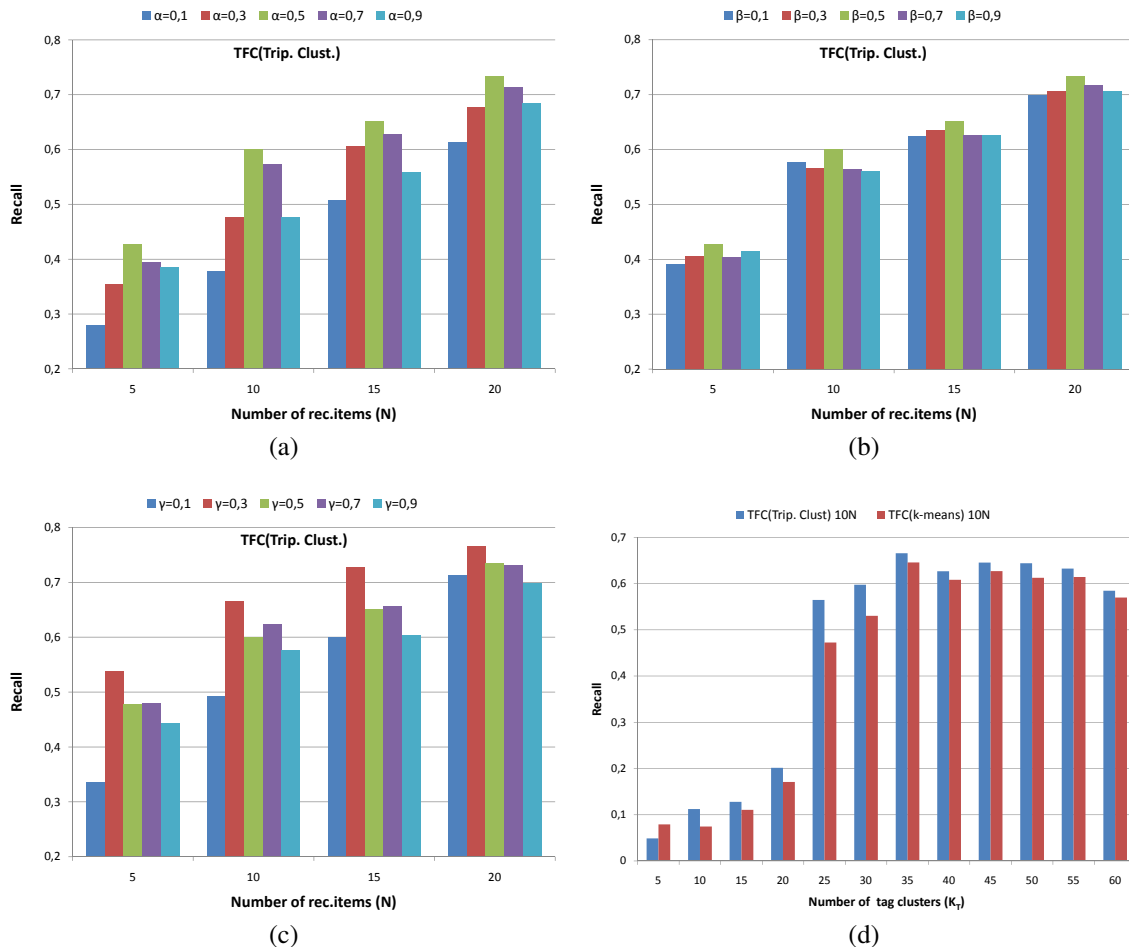 α=0,1 α=0,3 α=0,5 α=0,7 α=0,9
TFC(Trip. Clust.)
0,8
0,7
0,6
0,5
0,4
0,3
0,2
Recall
5 10 15 20
Number of rec.items (N)
(a)
β=0,1 β=0,3 β=0,5 β=0,7 β=0,9
TFC(Trip. Clust.)
0,8
0,7
0,6
0,5
0,4
0,3
0,2
Recall
5 10 15 20
Number of rec.items (N)
(b)
γ=0,1 γ=0,3 γ=0,5 γ=0,7 γ=0,9
TFC(Trip. Clust.)
0,8
0,7
0,6
0,5
0,4
0,3
0,2
Recall
5 10 15 20
Number of rec.items (N)
(c)
TFC(Trip. Clust) 10N TFC(k-means) 10N
0,7
0,6
0,5
0,4
0,3
0,2
0,1
0
Recall
5 10 15 20 25 30 35 40 45 50 55 60
Number of tag clusters (K_T)
(d)